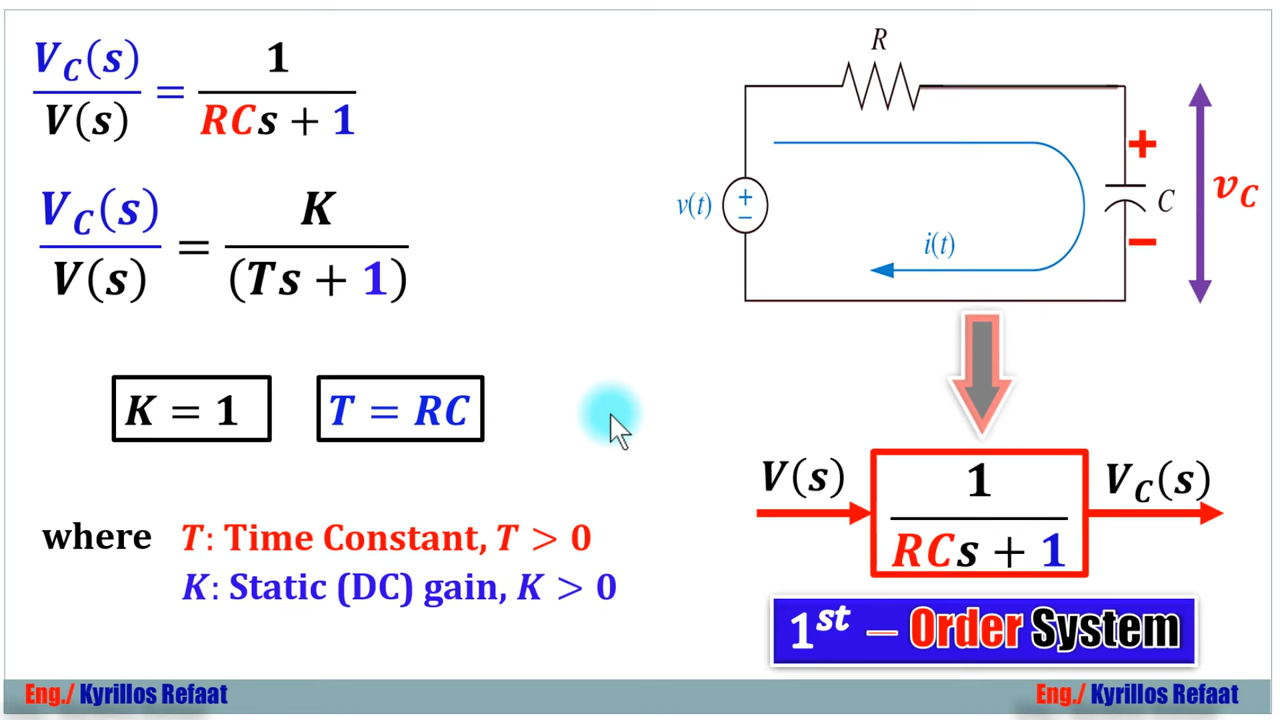 V_C(s) / V(s) = 1 / (RCs + 1)
V_C(s) / V(s) = K / (Ts + 1)
K = 1
T = RC
where T: Time Constant, T > 0
K: Static (DC) gain, K > 0
R
v(t)
+
−
i(t)
+
C
−
v_C
V(s)
1 / (RCs + 1)
V_C(s)
1st − Order System
Eng./ Kyrillos Refaat
Eng./ Kyrillos Refaat